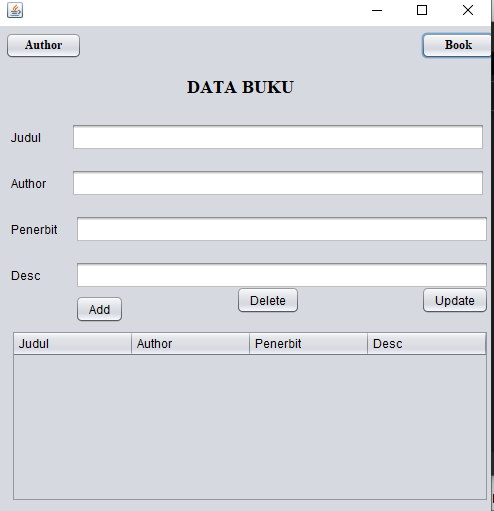 Author Book
DATA BUKU
Judul
Author
Penerbit
Desc
Add Delete Update
Judul Author Penerbit Desc